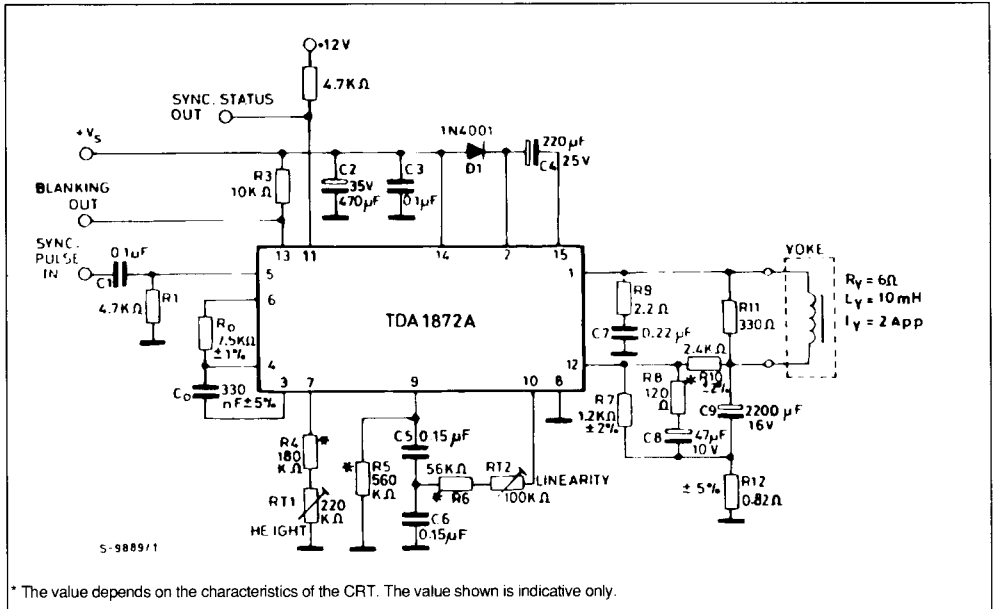 +12V
4.7KΩ
SYNC. STATUS
OUT
+Vs
1N4001
D1
220µF
C4
25V
R3
10KΩ
C2
35V
470µF
C3
0.1µF
BLANKING
OUT
SYNC.
PULSE
IN
0.1µF
C1
R1
4.7KΩ
13
11
14
2
15
5
6
4
3
7
9
10
8
1
12
TDA1872A
Ro
7.5KΩ
±1%
Co
330
nF±5%
R4
*
180
KΩ
RT1
220
KΩ
HEIGHT
*
R5
560
KΩ
C5
0.15µF
56KΩ
*
R6
RT2
100KΩ
LINEARITY
C6
0.15µF
R9
2.2Ω
C7
0.22µF
R11
330Ω
YOKE
Ry = 6Ω
Ly = 10mH
Iy = 2App
2.4KΩ
R10
±2%
R8
*
120
Ω
R7
1.2KΩ
±2%
C8
47µF
10V
C9
2200µF
16V
±5%
R12
0.82Ω
S-9889/1
* The value depends on the characteristics of the CRT. The value shown is indicative only.